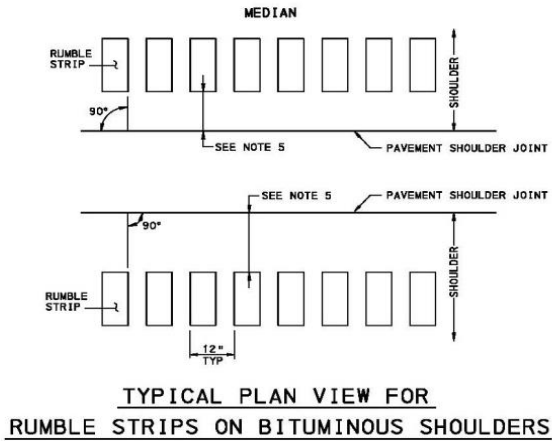 MEDIAN
RUMBLE
STRIP
SHOULDER
90°
SEE NOTE 5
PAVEMENT SHOULDER JOINT
SEE NOTE 5
PAVEMENT SHOULDER JOINT
90°
SHOULDER
RUMBLE
STRIP
12"
TYP
TYPICAL PLAN VIEW FOR
RUMBLE STRIPS ON BITUMINOUS SHOULDERS